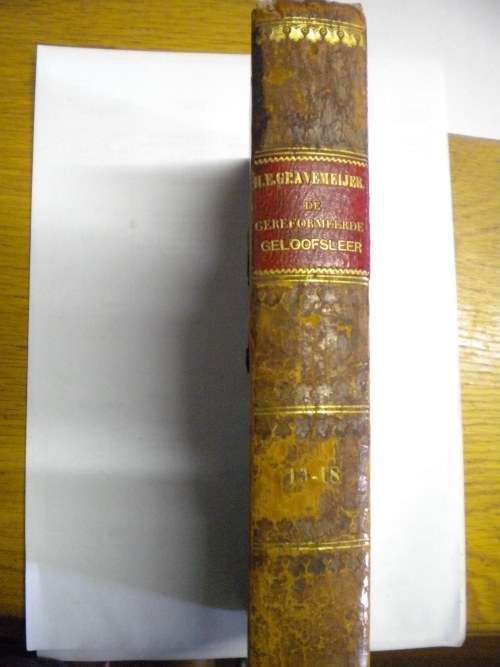 H.E.GRAVEMEIJER.
DE
GEREFORMEERDE
GELOOFSLEER
13-18